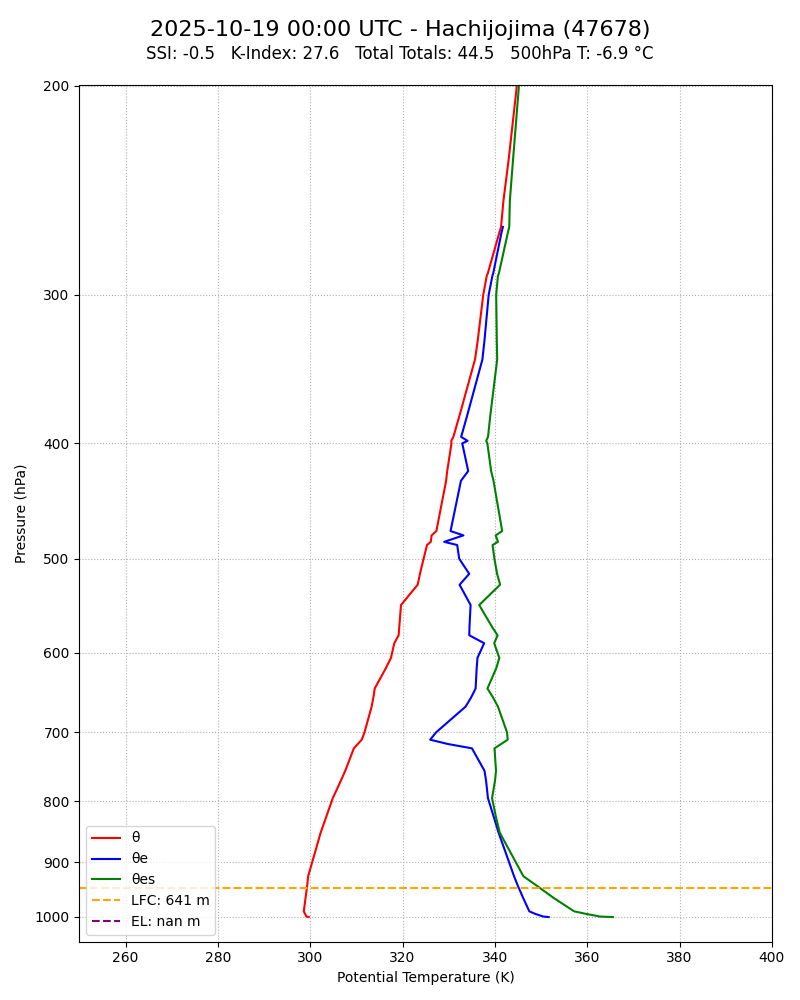 2025-10-19 00:00 UTC - Hachijojima (47678)
SSI: -0.5 K-Index: 27.6 Total Totals: 44.5 500hPa T: -6.9 °C
200
300
400
500
600
700
800
900
1000
Pressure (hPa)
θ
θe
θes
LFC: 641 m
EL: nan m
260 280 300 320 340 360 380 400
Potential Temperature (K)